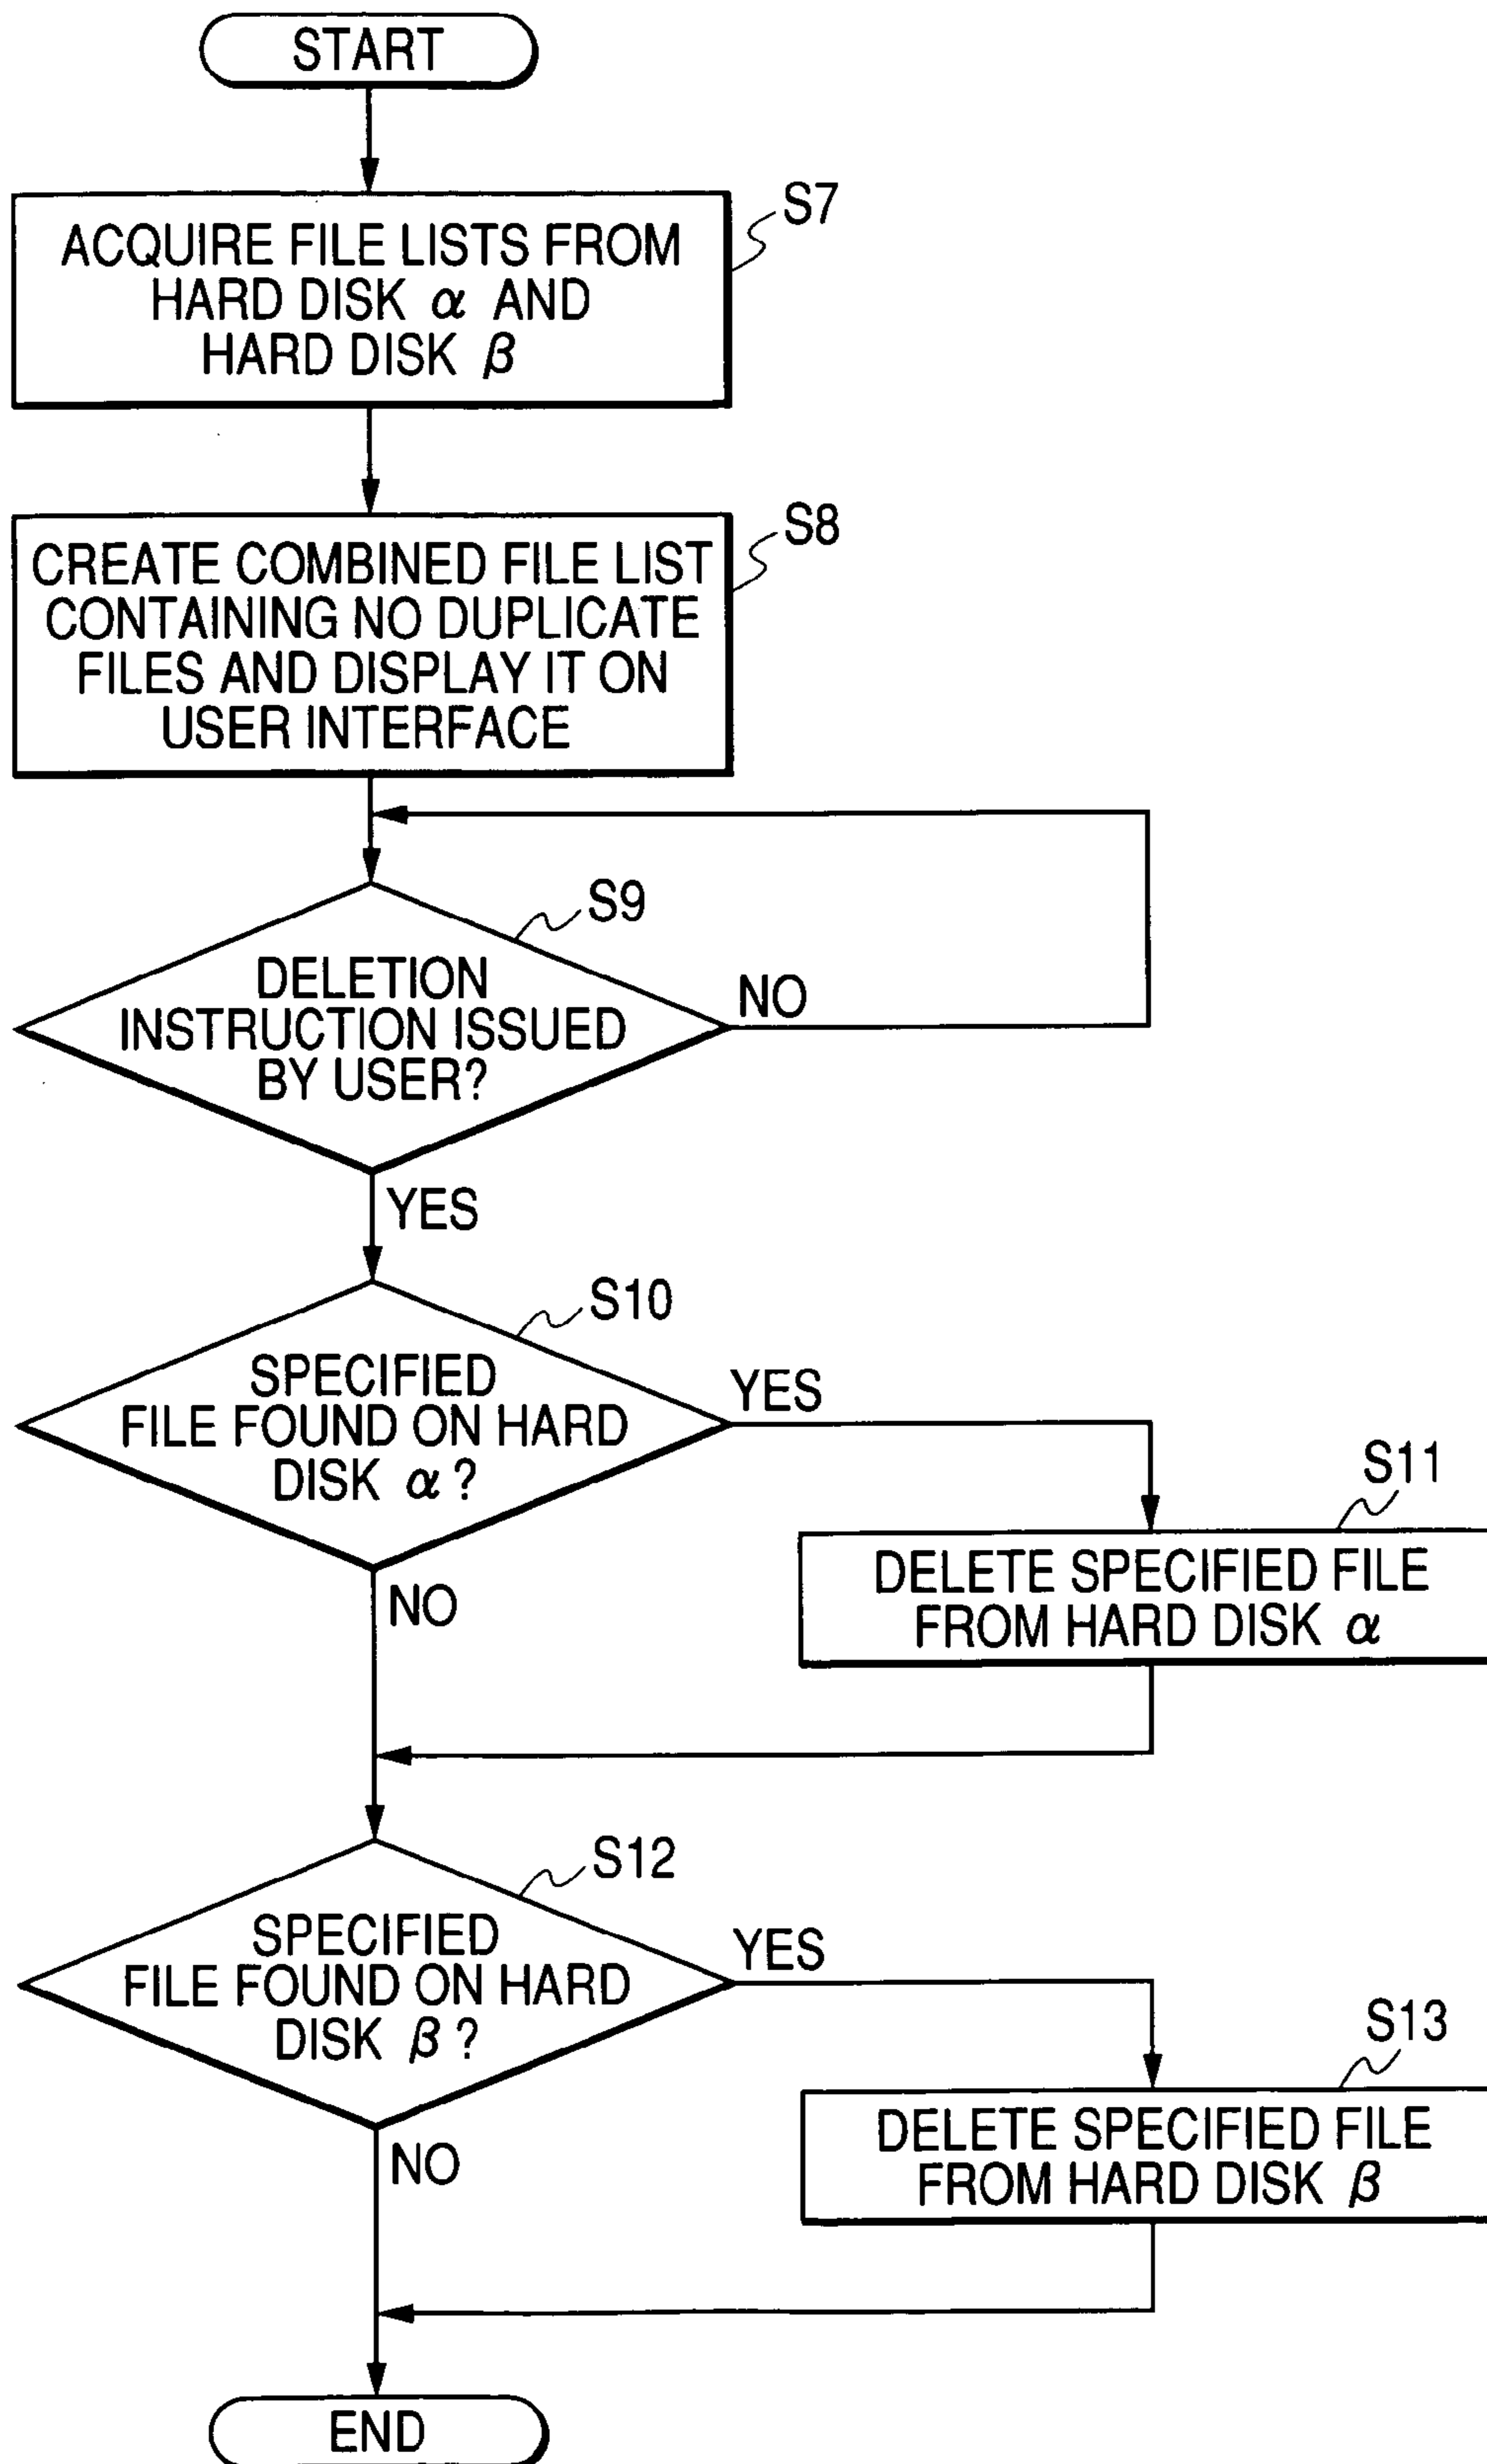 START
S7
ACQUIRE FILE LISTS FROM
HARD DISK α AND
HARD DISK β
S8
CREATE COMBINED FILE LIST
CONTAINING NO DUPLICATE
FILES AND DISPLAY IT ON
USER INTERFACE
S9
DELETION
INSTRUCTION ISSUED
BY USER?
NO
YES
S10
SPECIFIED
FILE FOUND ON HARD
DISK α ?
YES
NO
S11
DELETE SPECIFIED FILE
FROM HARD DISK α
S12
SPECIFIED
FILE FOUND ON HARD
DISK β ?
YES
NO
S13
DELETE SPECIFIED FILE
FROM HARD DISK β
END